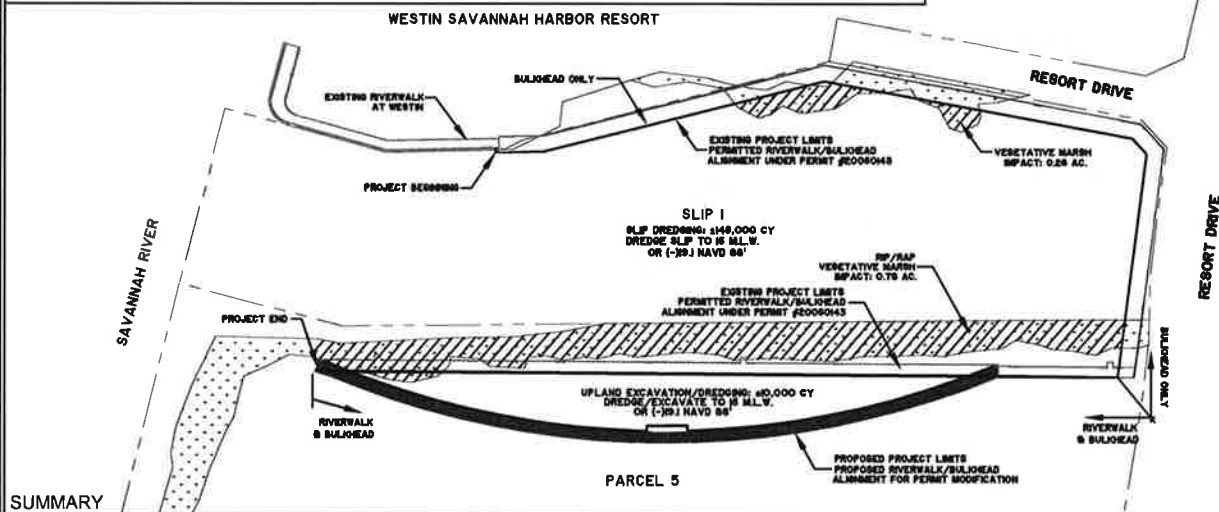 WESTIN SAVANNAH HARBOR RESORT
RESORT DRIVE
BULKHEAD ONLY
EXISTING RIVERWALK
AT WESTIN
EXISTING PROJECT LIMITS
PERMITTED RIVERWALK/BULKHEAD
ALIGNMENT UNDER PERMIT #20060143
VEGETATIVE MARSH
IMPACT: 0.26 AC.
PROJECT BEGINNING
SLIP 1
SLIP DREDGING: ±148,000 CY
DREDGE SLIP TO 15 M.L.W.
OR (-)19.1 NAVD 88'
SAVANNAH RIVER
RESORT DRIVE
RIP/RAP
VEGETATIVE MARSH
IMPACT: 0.75 AC.
EXISTING PROJECT LIMITS
PERMITTED RIVERWALK/BULKHEAD
ALIGNMENT UNDER PERMIT #20060143
PROJECT END
BULKHEAD ONLY
UPLAND EXCAVATION/DREDGING: ±10,000 CY
DREDGE/EXCAVATE TO 15 M.L.W.
OR (-)19.1 NAVD 88'
RIVERWALK
& BULKHEAD
RIVERWALK
& BULKHEAD
PARCEL 5
PROPOSED PROJECT LIMITS
PROPOSED RIVERWALK/BULKHEAD
ALIGNMENT FOR PERMIT MODIFICATION
SUMMARY